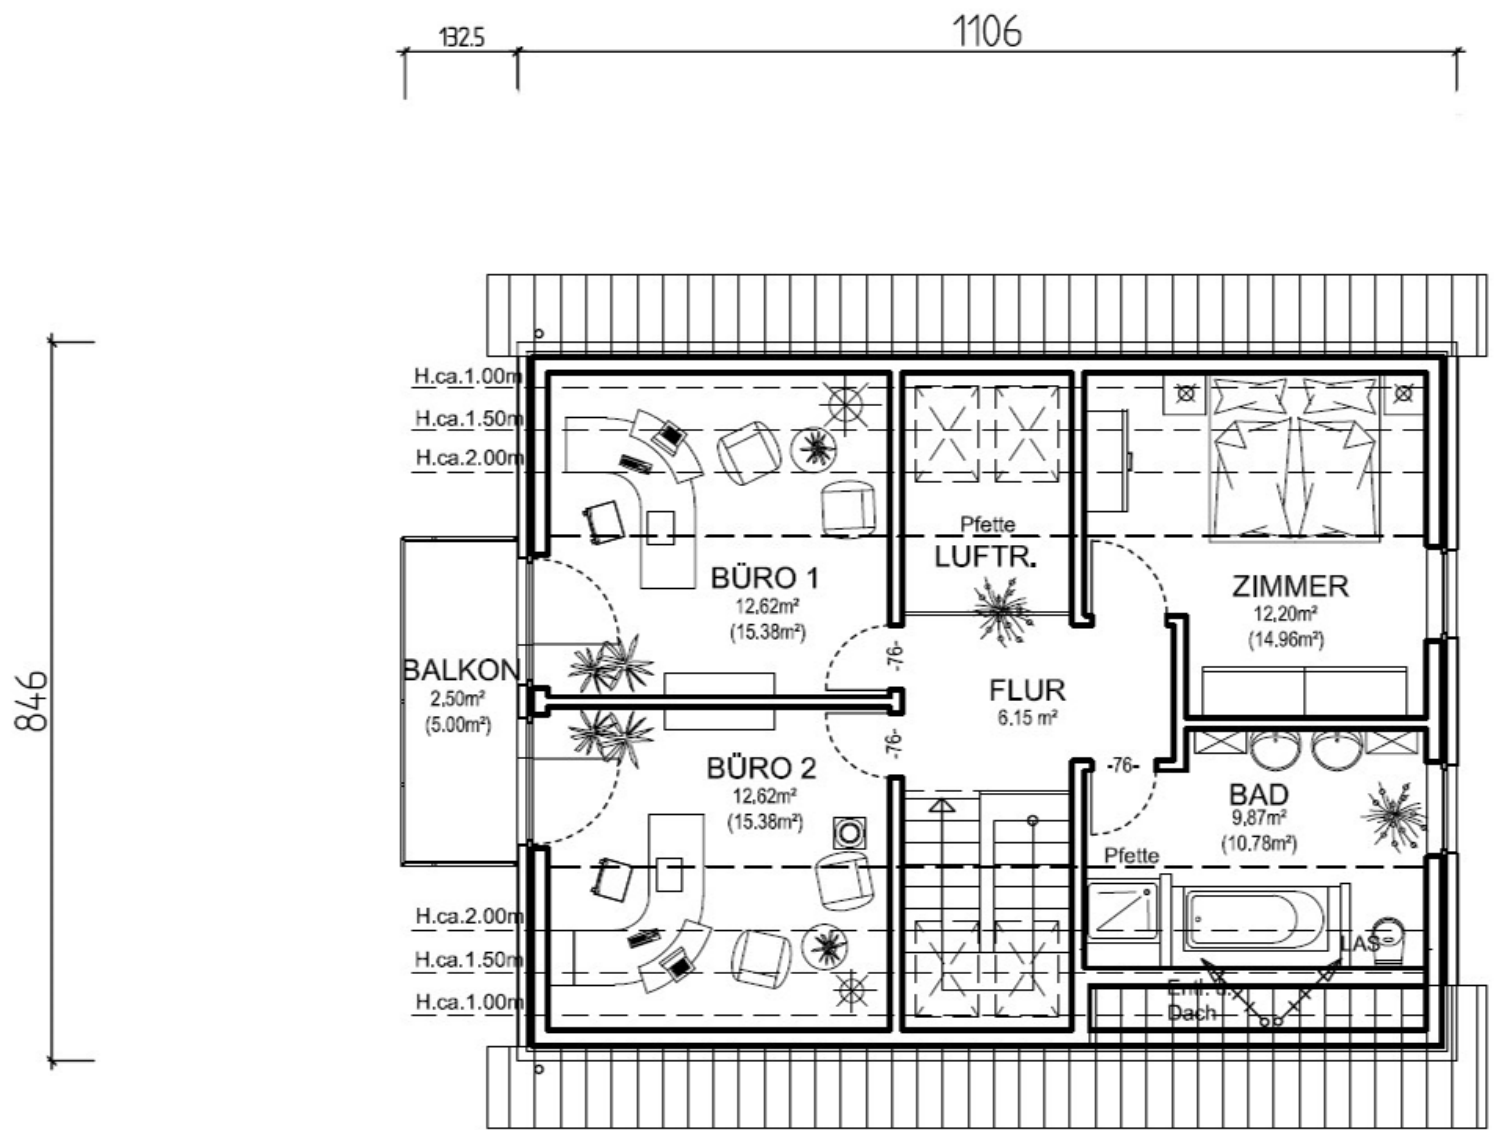 132.5
1106
846
H.ca.1.00m
H.ca.1.50m
H.ca.2.00m
Pfette
LUFTR.
BÜRO 1
12.62m²
(15.38m²)
ZIMMER
12.20m²
(14.96m²)
-76-
BALKON
2.50m²
(5.00m²)
FLUR
6.15 m²
-76-
BÜRO 2
12.62m²
(15.38m²)
-76-
BAD
9.87m²
(10.78m²)
Pfette
H.ca.2.00m
H.ca.1.50m
H.ca.1.00m
LAS
Entl. ü.
Dach